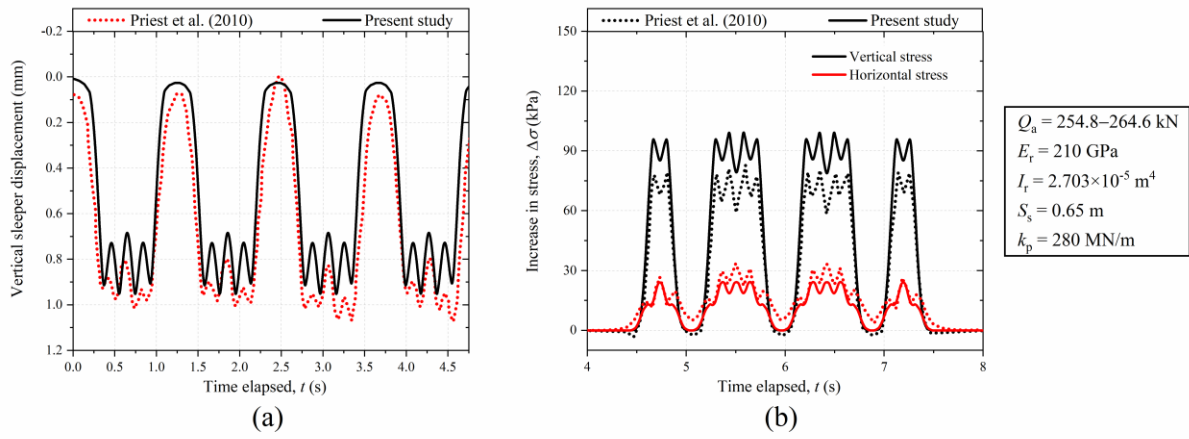 Priest et al. (2010) Present study
-0.2
0.0
0.2
0.4
0.6
0.8
1.0
1.2
Vertical sleeper displacement (mm)
0.0 0.5 1.0 1.5 2.0 2.5 3.0 3.5 4.0 4.5
Time elapsed, t (s)
(a)
Priest et al. (2010) Present study
Vertical stress
Horizontal stress
150
120
90
60
30
0
Increase in stress, Δσ (kPa)
4 5 6 7 8
Time elapsed, t (s)
(b)
Qa = 254.8–264.6 kN
Er = 210 GPa
Ir = 2.703×10-5 m4
Ss = 0.65 m
kp = 280 MN/m